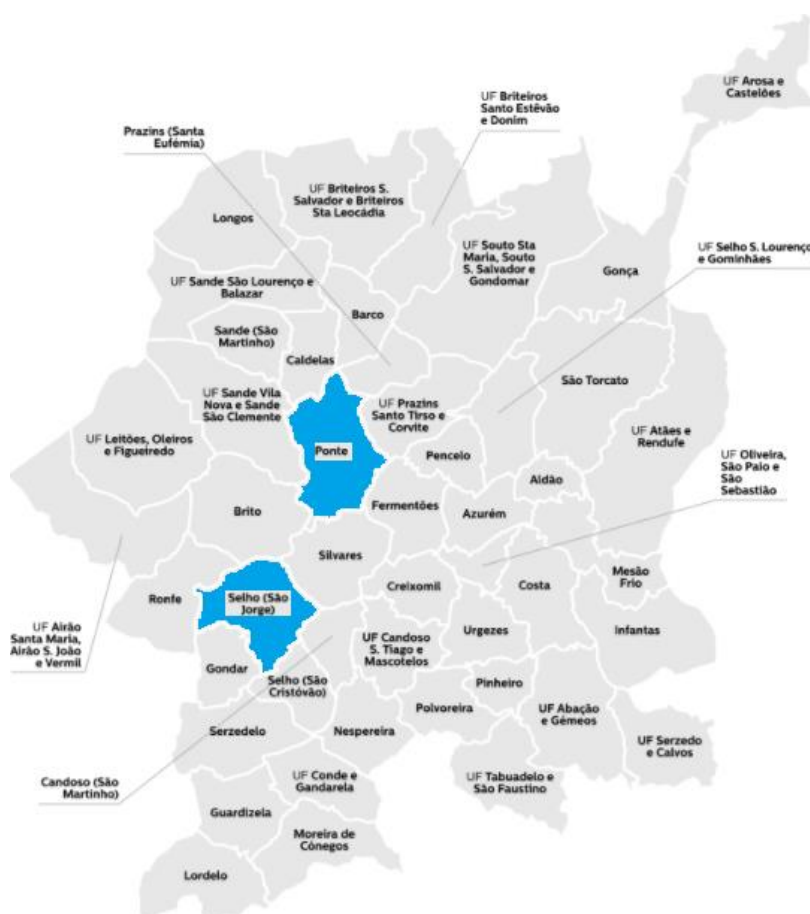 UF Arosa e
Castelões
UF Briteiros
Santo Estêvão
e Donim
Prazins (Santa
Eufémia)
UF Briteiros S.
Salvador e Briteiros
Sta Leocádia
Longos
UF Souto Sta
Maria, Souto
S. Salvador e
Gondomar
UF Selho S. Lourenço
e Gominhães
Gonça
UF Sande São Lourenço e
Balazar
Barco
Sande (São
Martinho)
Caldelas
São Torcato
UF Sande Vila
Nova e Sande
São Clemente
UF Prazins
Santo Tirso e
Corvite
UF Atães e
Rendufe
UF Leitões, Oleiros
e Figueiredo
Ponte
Pencelo
UF Oliveira,
São Paio e
São
Sebastião
Aldão
Brito
Fermentões
Azurém
Silvares
Creixomil
Costa
Mesão
Frio
Ronfe
Selho (São
Jorge)
UF Airão
Santa Maria,
Airão S. João
e Vermil
UF Candoso
S. Tiago e
Mascotelos
Urgezes
Infantas
Gondar
Selho (São
Cristóvão)
Pinheiro
Polvoreira
UF Abação
e Gémeos
Serzedelo
Nespereira
UF Serzedo
e Calvos
Candoso (São
Martinho)
UF Conde e
Gandarela
UF Tabuadelo e
São Faustino
Guardizela
Moreira de
Cónegos
Lordelo